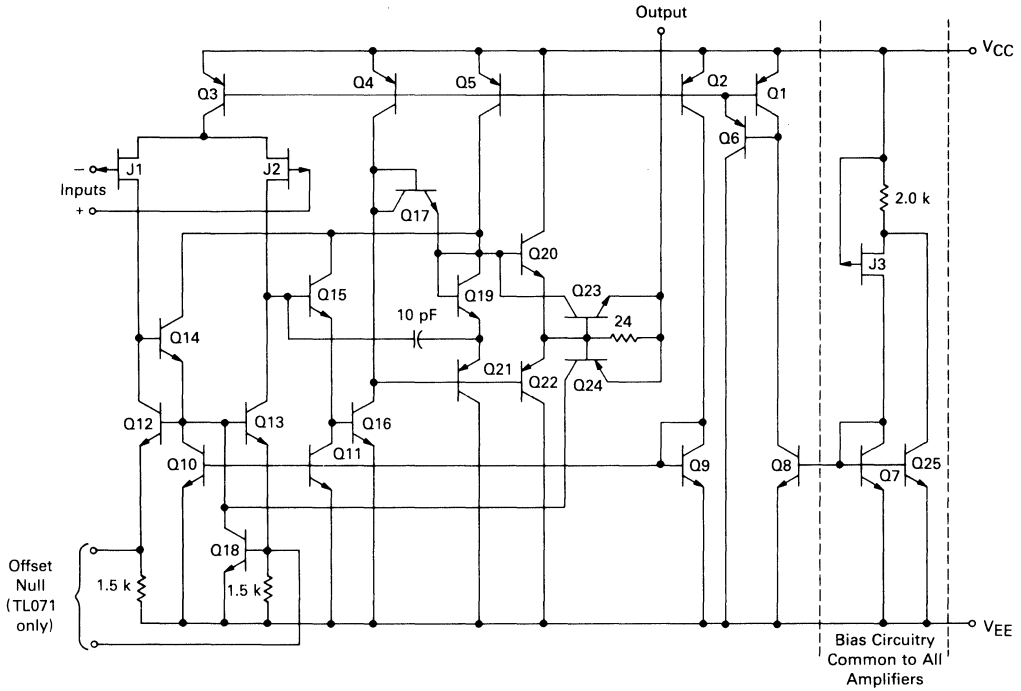 Output
VCC
Q3
Q4
Q5
Q2
Q1
Q6
– J1
J2
Inputs
+
2.0 k
Q17
J3
Q20
Q15
Q19
Q23
10 pF
24
Q14
Q21
Q22
Q24
Q12
Q13
Q16
Q10
Q11
Q9
Q8
Q7
Q25
Q18
Offset
Null
(TL071
only)
1.5 k
1.5 k
VEE
Bias Circuitry
Common to All
Amplifiers